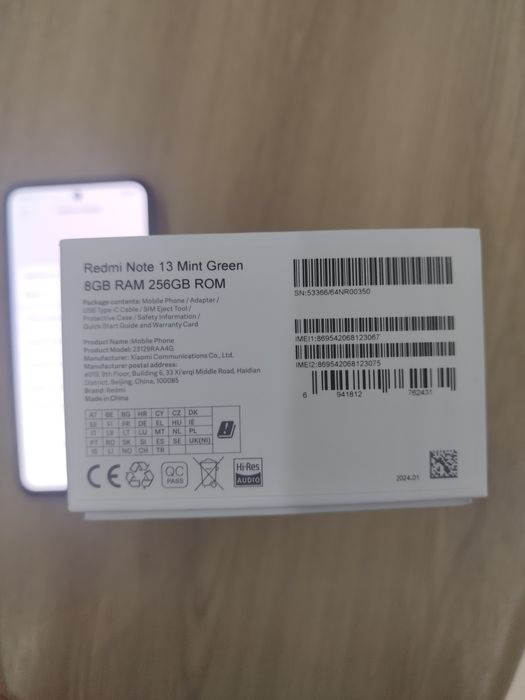 Redmi Note 13 Mint Green
8GB RAM 256GB ROM
Package contents: Mobile Phone / Adapter /
USB Type-C Cable / SIM Eject Tool /
Protective Case / Safety Information /
Quick Start Guide and Warranty Card
Product Name :Mobile Phone
Product Model: 23129RAA4G
Manufacturer: Xiaomi Communications Co., Ltd.
Manufacturer postal address:
#019, 9th Floor, Building 6, 33 Xi'erqi Middle Road, Haidian
District, Beijing, China, 100085
Brand: Redmi
Made in China
AT BE BG HR CY CZ DK
EE FI FR DE EL HU IE
IT LV LT LU MT NL PL
PT RO SK SI ES SE UK(NI)
IS LI NO CH TR
CE
QC
PASS
Hi-Res
AUDIO
SN:53366/64NR00350
IMEI1:869542068123067
IMEI2:869542068123075
6 941812 762431
2024.01